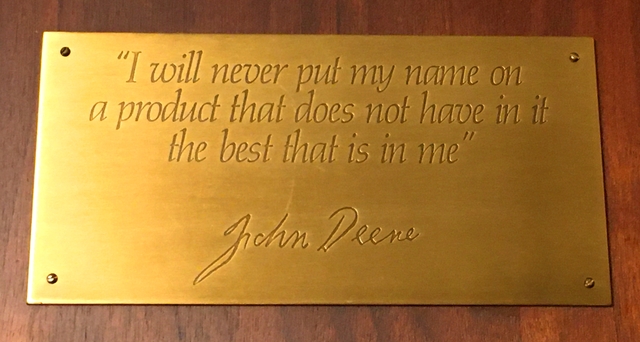 “I will never put my name on
a product that does not have in it
the best that is in me”
John Deere